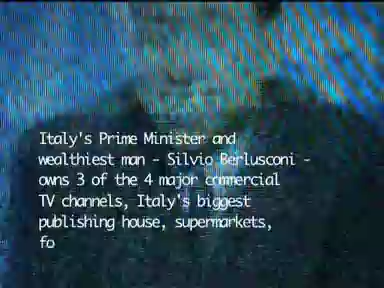 Italy's Prime Minister and
wealthiest man - Silvio Berlusconi -
owns 3 of the 4 major commercial
TV channels, Italy's biggest
publishing house, supermarkets,
fo